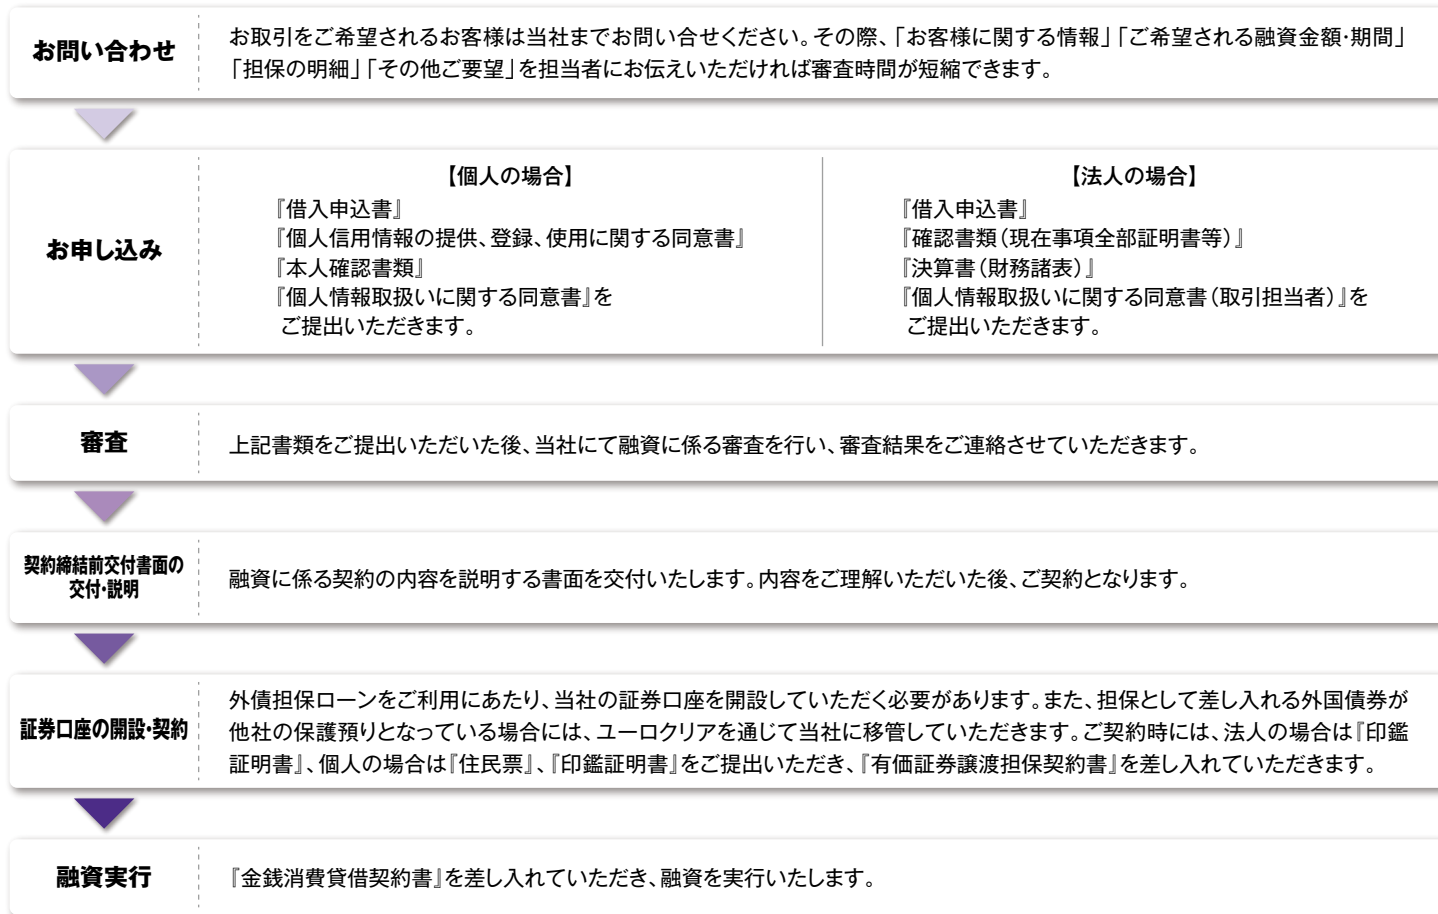 お問い合わせ
お取引をご希望されるお客様は当社までお問い合せください。その際、「お客様に関する情報」「ご希望される融資金額・期間」
「担保の明細」「その他ご要望」を担当者にお伝えいただければ審査時間が短縮できます。
お申し込み
【個人の場合】
『借入申込書』
『個人信用情報の提供、登録、使用に関する同意書』
『本人確認書類』
『個人情報取扱いに関する同意書』を
ご提出いただきます。
【法人の場合】
『借入申込書』
『確認書類(現在事項全部証明書等)』
『決算書(財務諸表)』
『個人情報取扱いに関する同意書(取引担当者)』を
ご提出いただきます。
審査
上記書類をご提出いただいた後、当社にて融資に係る審査を行い、審査結果をご連絡させていただきます。
契約締結前交付書面の
交付・説明
融資に係る契約の内容を説明する書面を交付いたします。内容をご理解いただいた後、ご契約となります。
証券口座の開設・契約
外債担保ローンをご利用にあたり、当社の証券口座を開設していただく必要があります。また、担保として差し入れる外国債券が
他社の保護預りとなっている場合には、ユーロクリアを通じて当社に移管していただきます。ご契約時には、法人の場合は『印鑑
証明書』、個人の場合は『住民票』、『印鑑証明書』をご提出いただき、『有価証券譲渡担保契約書』を差し入れていただきます。
融資実行
『金銭消費貸借契約書』を差し入れていただき、融資を実行いたします。